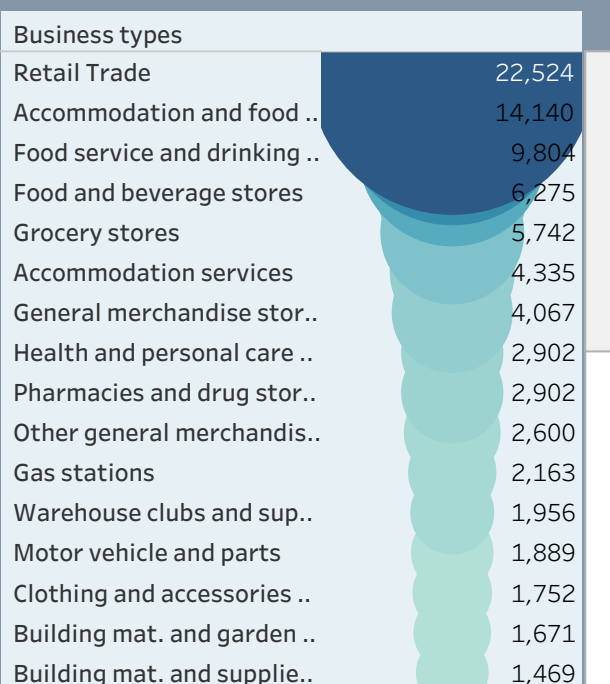 Business types
Retail Trade 22,524
Accommodation and food .. 14,140
Food service and drinking .. 9,804
Food and beverage stores 6,275
Grocery stores 5,742
Accommodation services 4,335
General merchandise stor.. 4,067
Health and personal care .. 2,902
Pharmacies and drug stor.. 2,902
Other general merchandis.. 2,600
Gas stations 2,163
Warehouse clubs and sup.. 1,956
Motor vehicle and parts 1,889
Clothing and accessories .. 1,752
Building mat. and garden .. 1,671
Building mat. and supplie.. 1,469